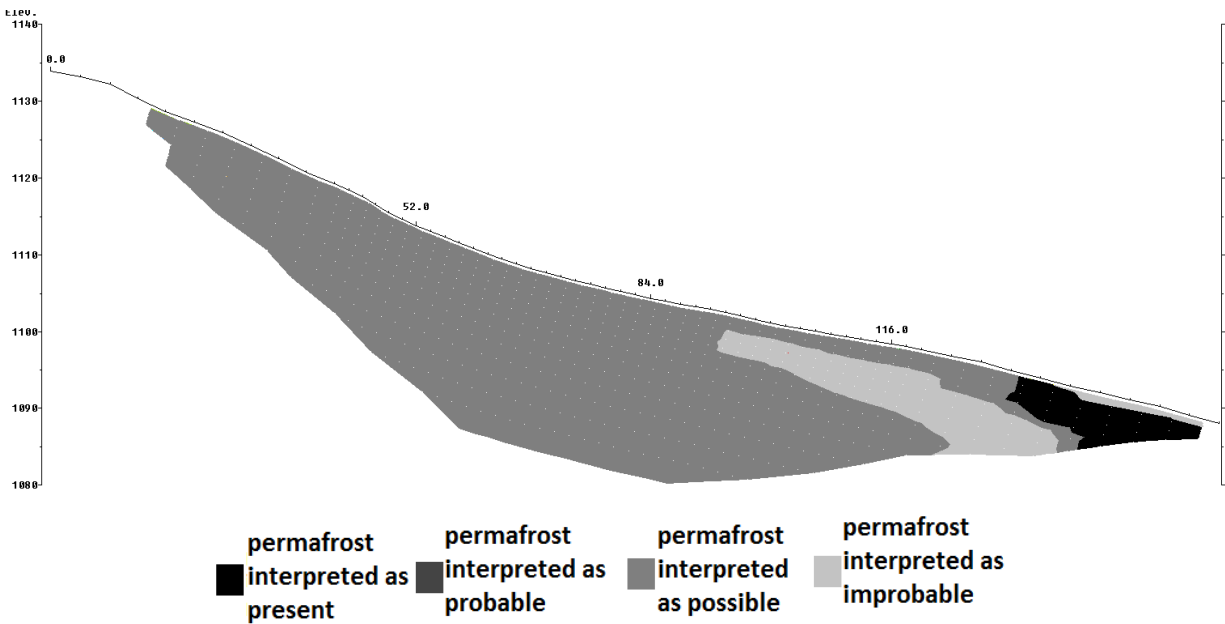 Elev.
1140
0.0
1130
1120
52.0
1110
84.0
1100
116.0
1090
1080
permafrost
interpreted as
present
permafrost
interpreted as
probable
permafrost
interpreted
as possible
permafrost
interpreted as
improbable